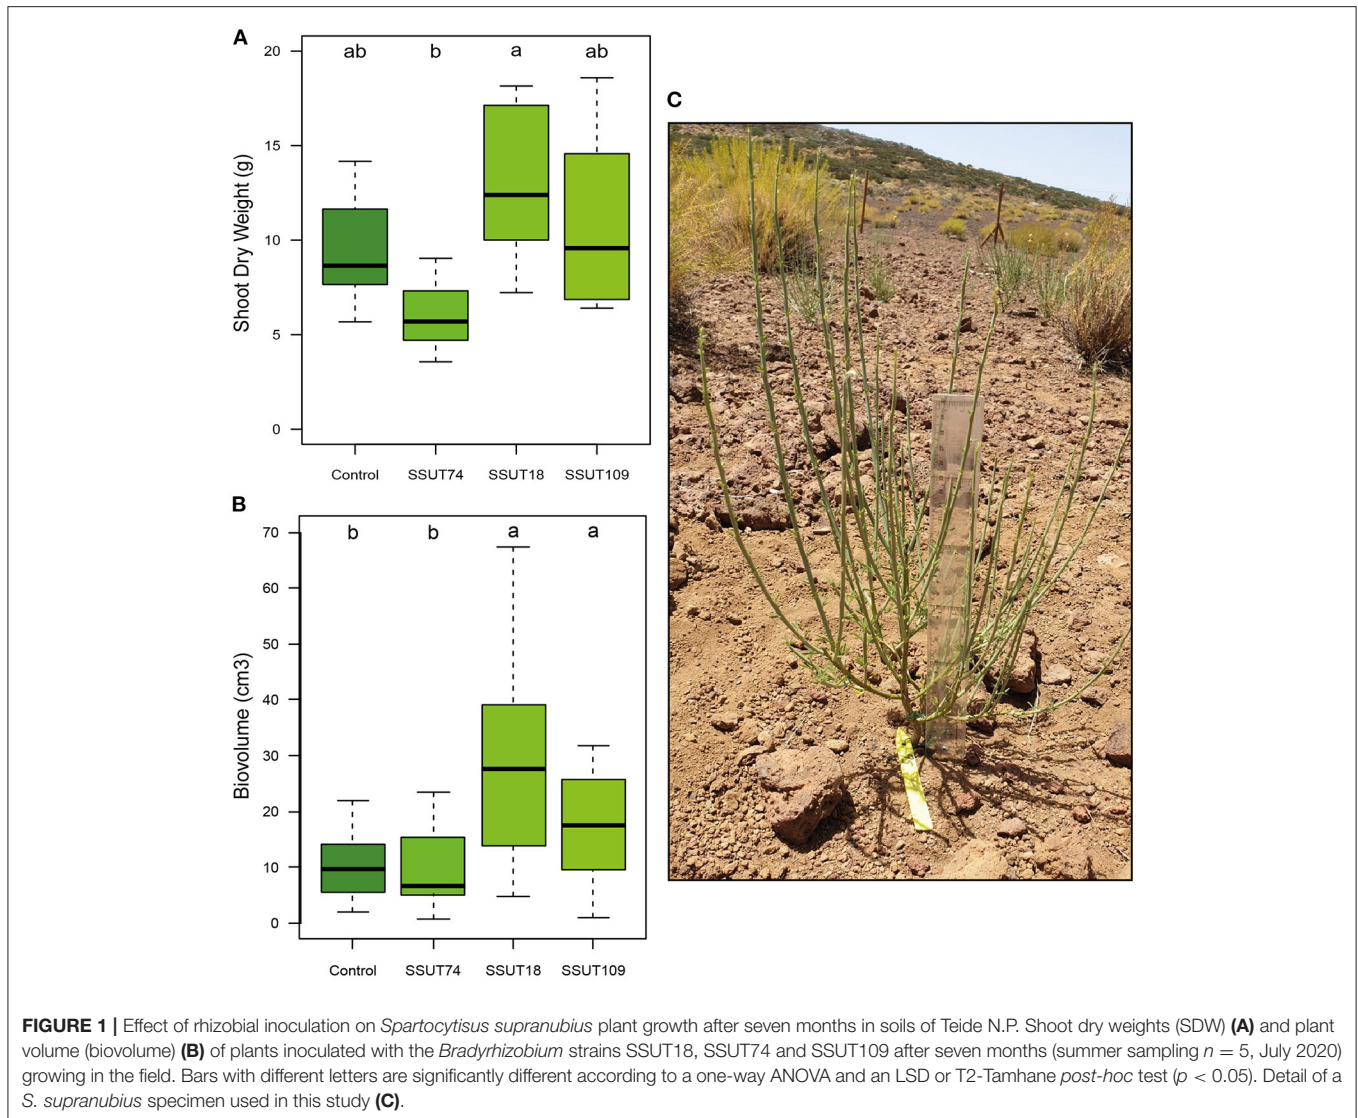 A
ab b a ab
20
15
10
5
0
Shoot Dry Weight (g)
Control SSUT74 SSUT18 SSUT109
B
b b a a
70
60
50
40
30
20
10
0
Biovolume (cm3)
Control SSUT74 SSUT18 SSUT109
C
FIGURE 1 | Effect of rhizobial inoculation on Spartocytisus supranubius plant growth after seven months in soils of Teide N.P. Shoot dry weights (SDW) (A) and plant
volume (biovolume) (B) of plants inoculated with the Bradyrhizobium strains SSUT18, SSUT74 and SSUT109 after seven months (summer sampling n = 5, July 2020)
growing in the field. Bars with different letters are significantly different according to a one-way ANOVA and an LSD or T2-Tamhane post-hoc test (p < 0.05). Detail of a
S. supranubius specimen used in this study (C).